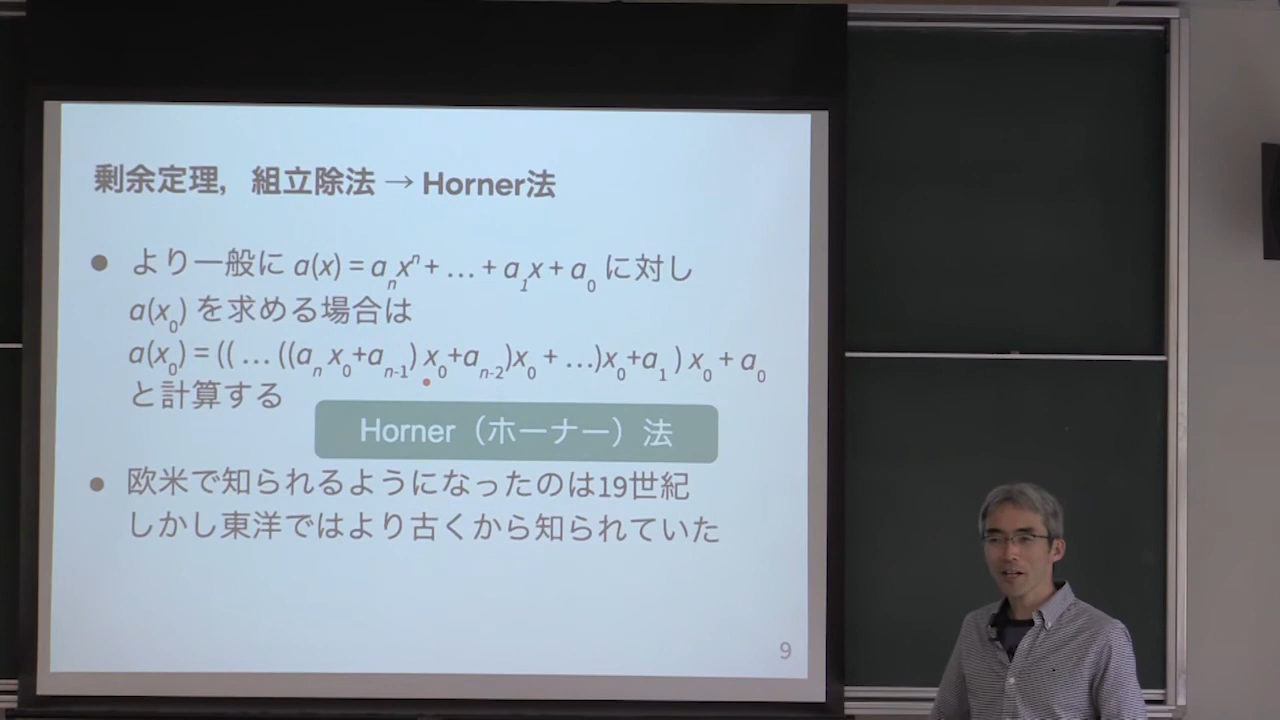 剰余定理, 組立除法 → Horner法
● より一般に a(x) = aₙxⁿ + … + a₁x + a₀ に対し
a(x₀) を求める場合は
a(x₀) = (( … ((aₙ x₀+aₙ₋₁) x₀+aₙ₋₂)x₀ + …)x₀+a₁ ) x₀ + a₀
と計算する
Horner（ホーナー）法
● 欧米で知られるようになったのは19世紀
しかし東洋ではより古くから知られていた
9